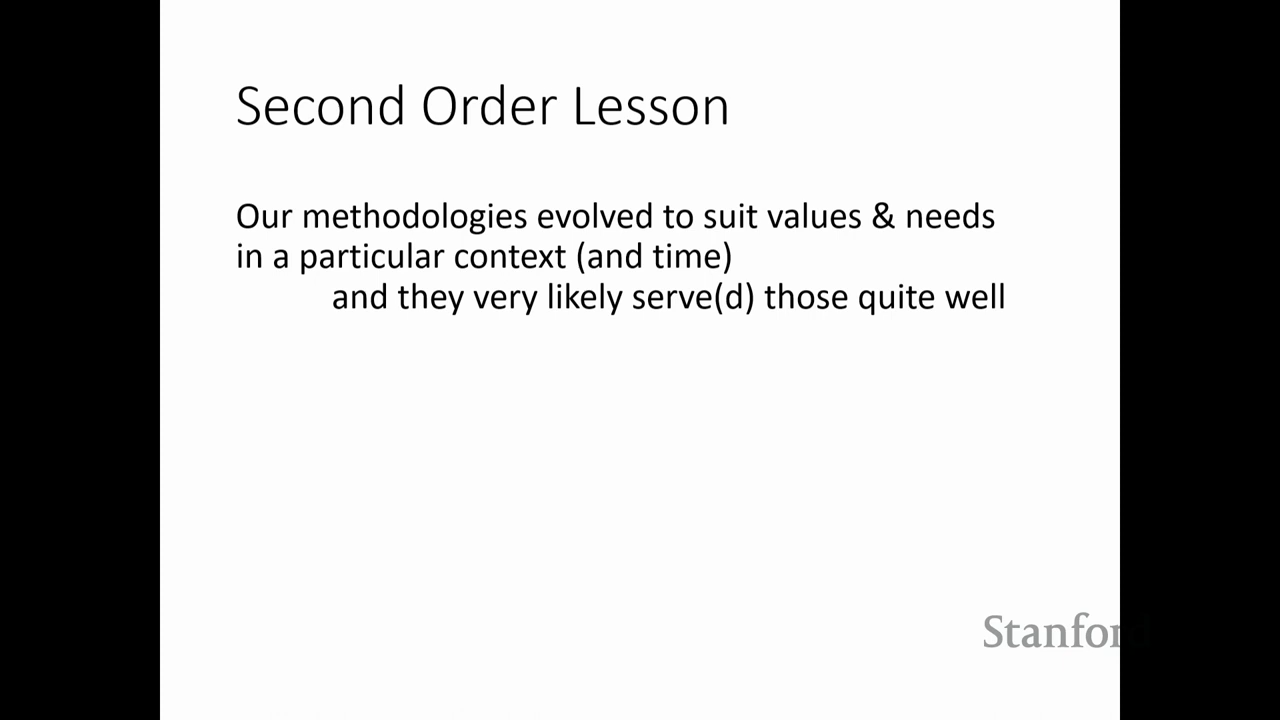 Second Order Lesson
Our methodologies evolved to suit values & needs
in a particular context (and time)
and they very likely serve(d) those quite well
Stanford